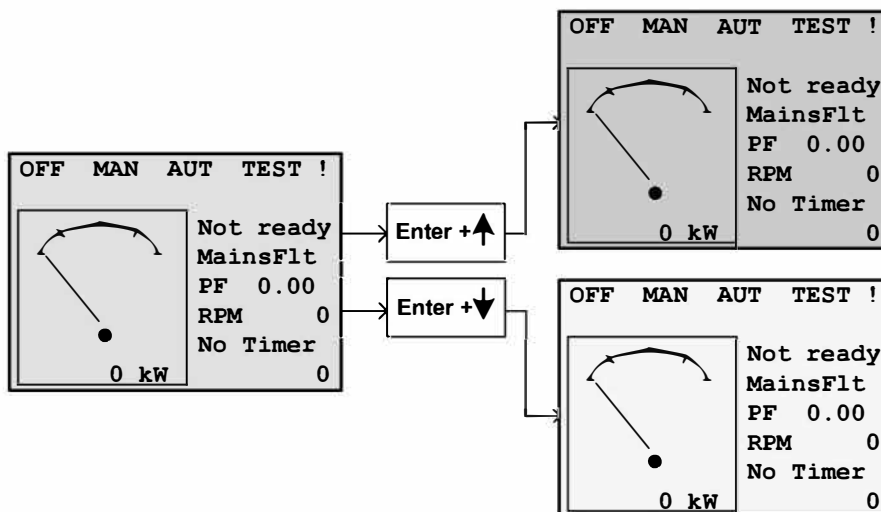 OFF MAN AUT TEST !
Not ready
MainsFlt
PF 0.00
RPM 0
No Timer
0 kW 0
Enter +
Enter +
OFF MAN AUT TEST !
Not ready
MainsFlt
PF 0.00
RPM 0
No Timer
0 kW 0
OFF MAN AUT TEST !
Not ready
MainsFlt
PF 0.00
RPM 0
No Timer
0 kW 0